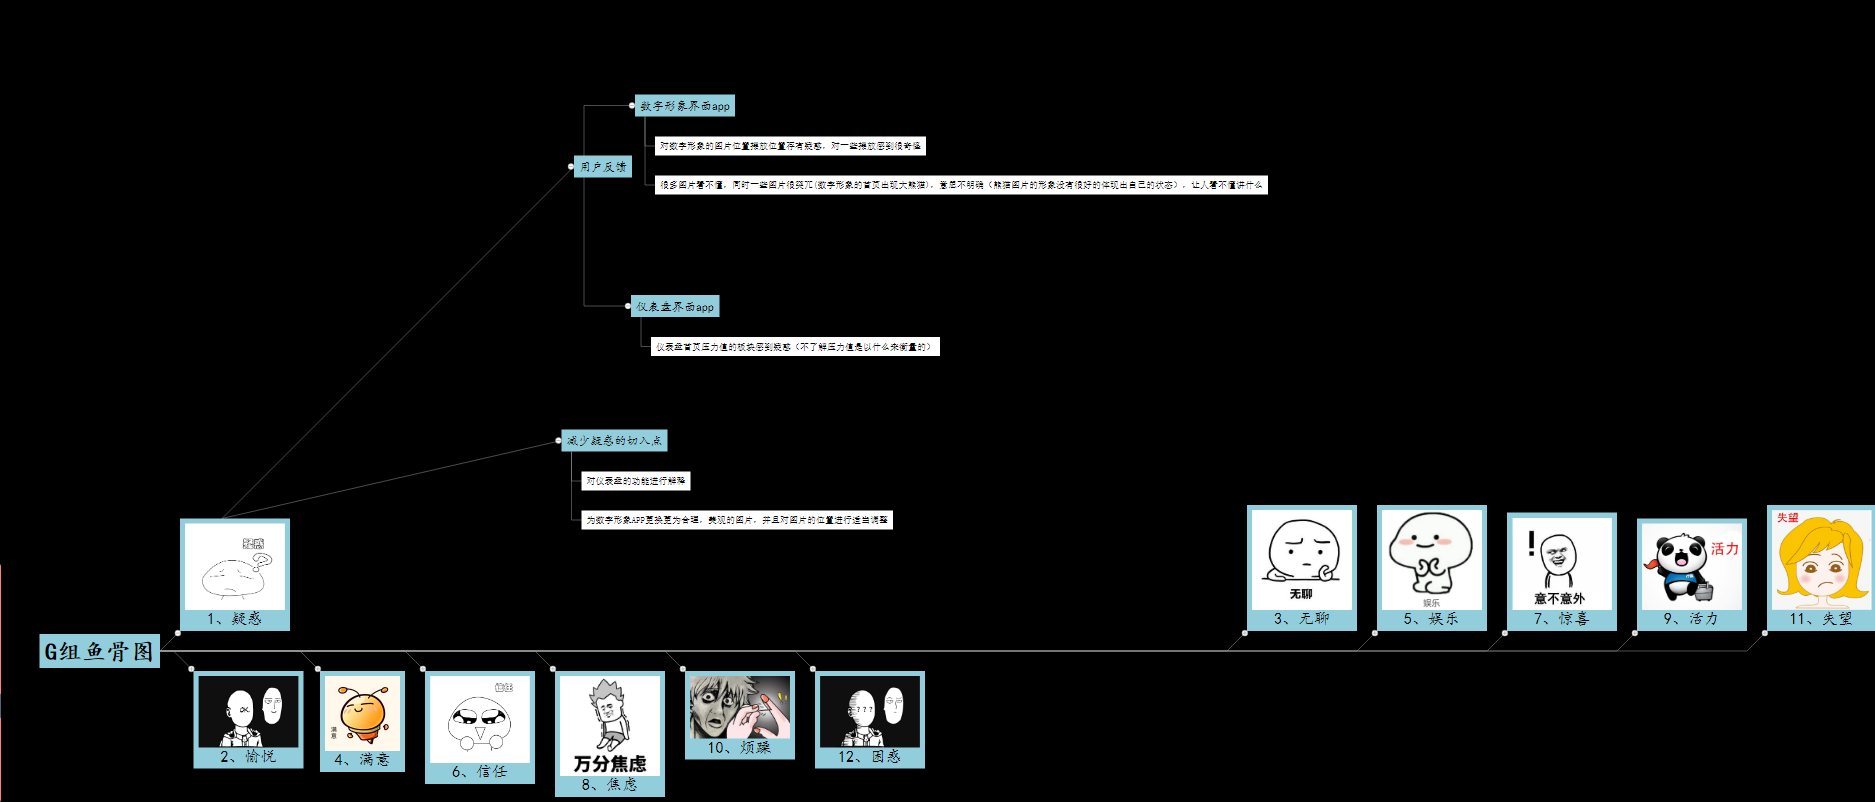 数字形象界面app
对数字形象的图片位置摆放位置存有疑惑，对一些摆放感到很奇怪
用户反馈
很多图片看不懂，同时一些图片很突兀(数字形象的首页出现大熊猫)，意思不明确（熊猫图片的形象没有很好的体现出自己的状态），让人看不懂讲什么
仪表盘界面app
仪表盘首页压力值的板块感到疑惑（不了解压力值是以什么来衡量的）
减少疑惑的切入点
对仪表盘的功能进行解释
为数字形象APP更换更为合理，美观的图片，并且对图片的位置进行适当调整
疑惑
?
1、疑惑
无聊
3、无聊
娱乐
5、娱乐
!
意不意外
7、惊喜
活力
9、活力
失望
11、失望
G组鱼骨图
OK
2、愉悦
满意
4、满意
信任
6、信任
万分焦虑
8、焦虑
10、烦躁
???
12、困惑